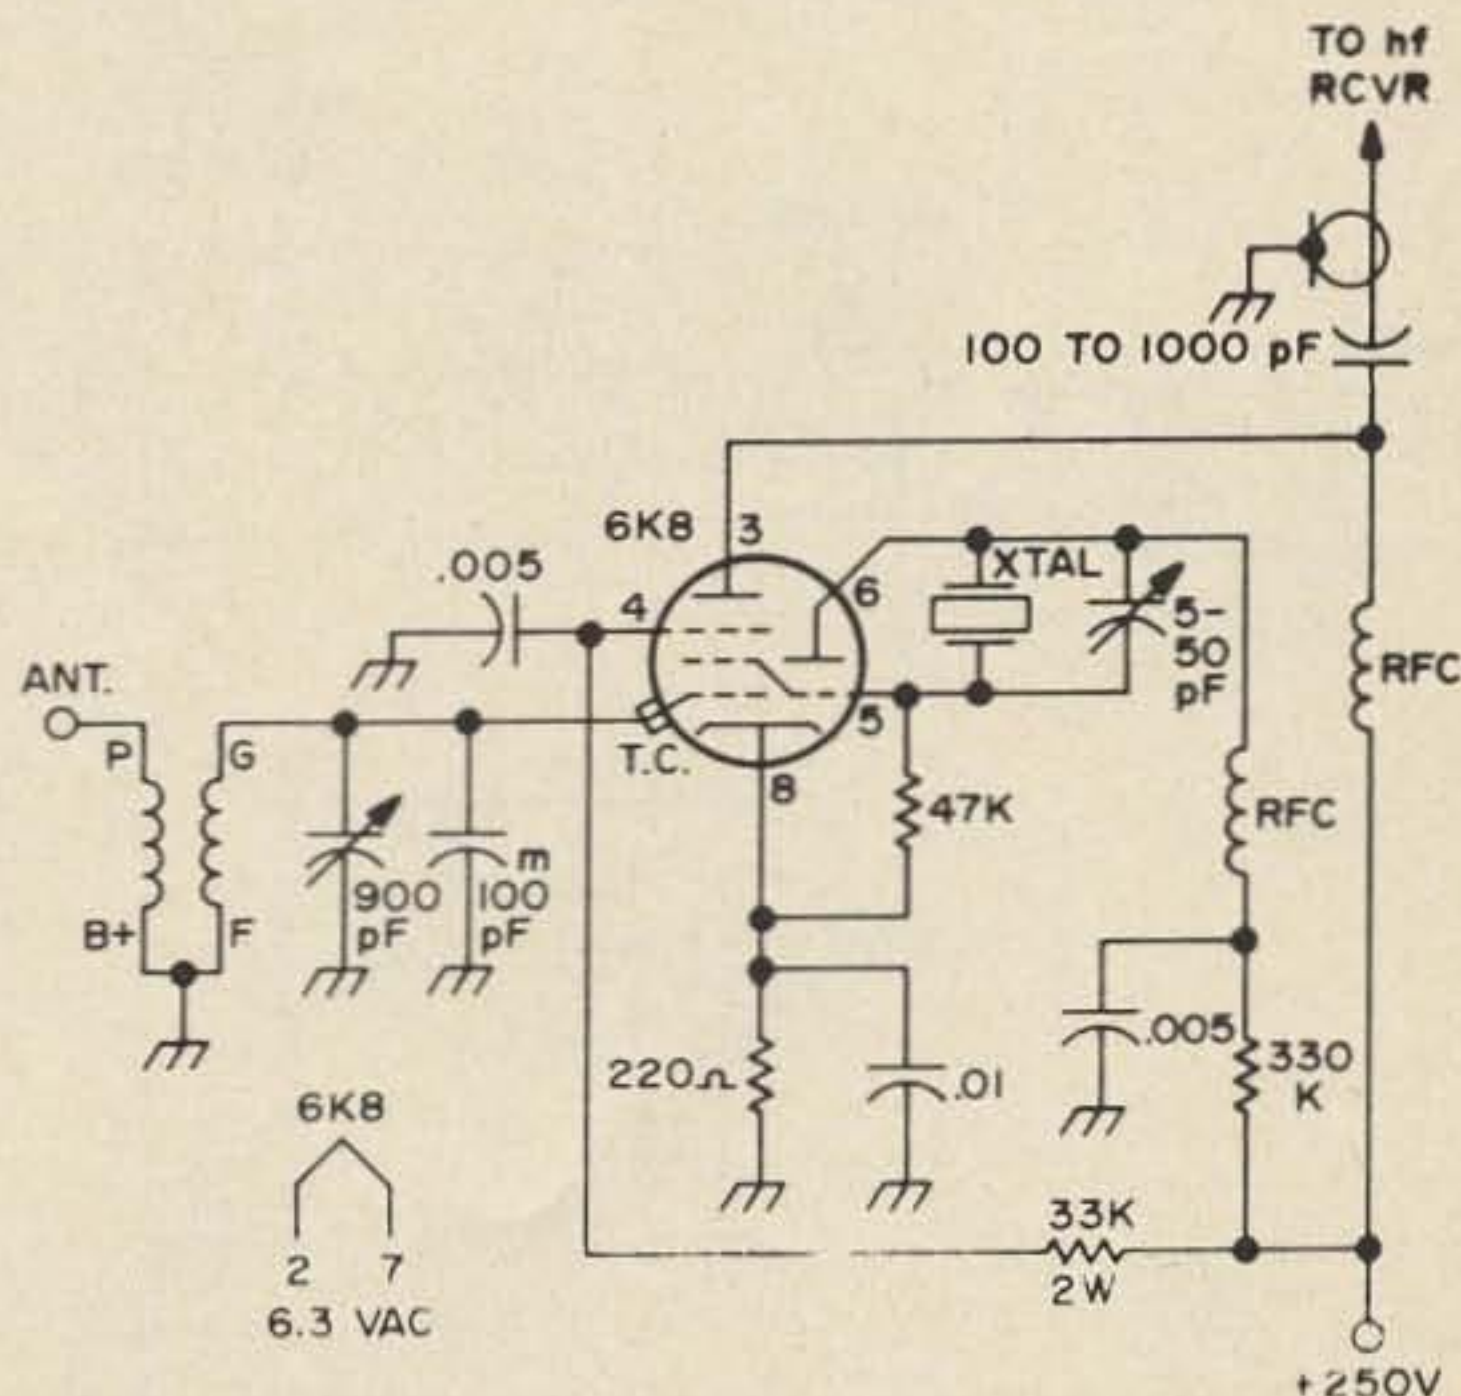 TO hf
RCVR
100 TO 1000 pF
6K8
3
.005
4
6
XTAL
5-
50
pF
RFC
ANT.
P
G
T.C.
5
8
47K
RFC
m
900
pF
100
pF
B+
F
.005
220Ω
.01
330
K
6K8
33K
2W
2
7
6.3 VAC
+250V